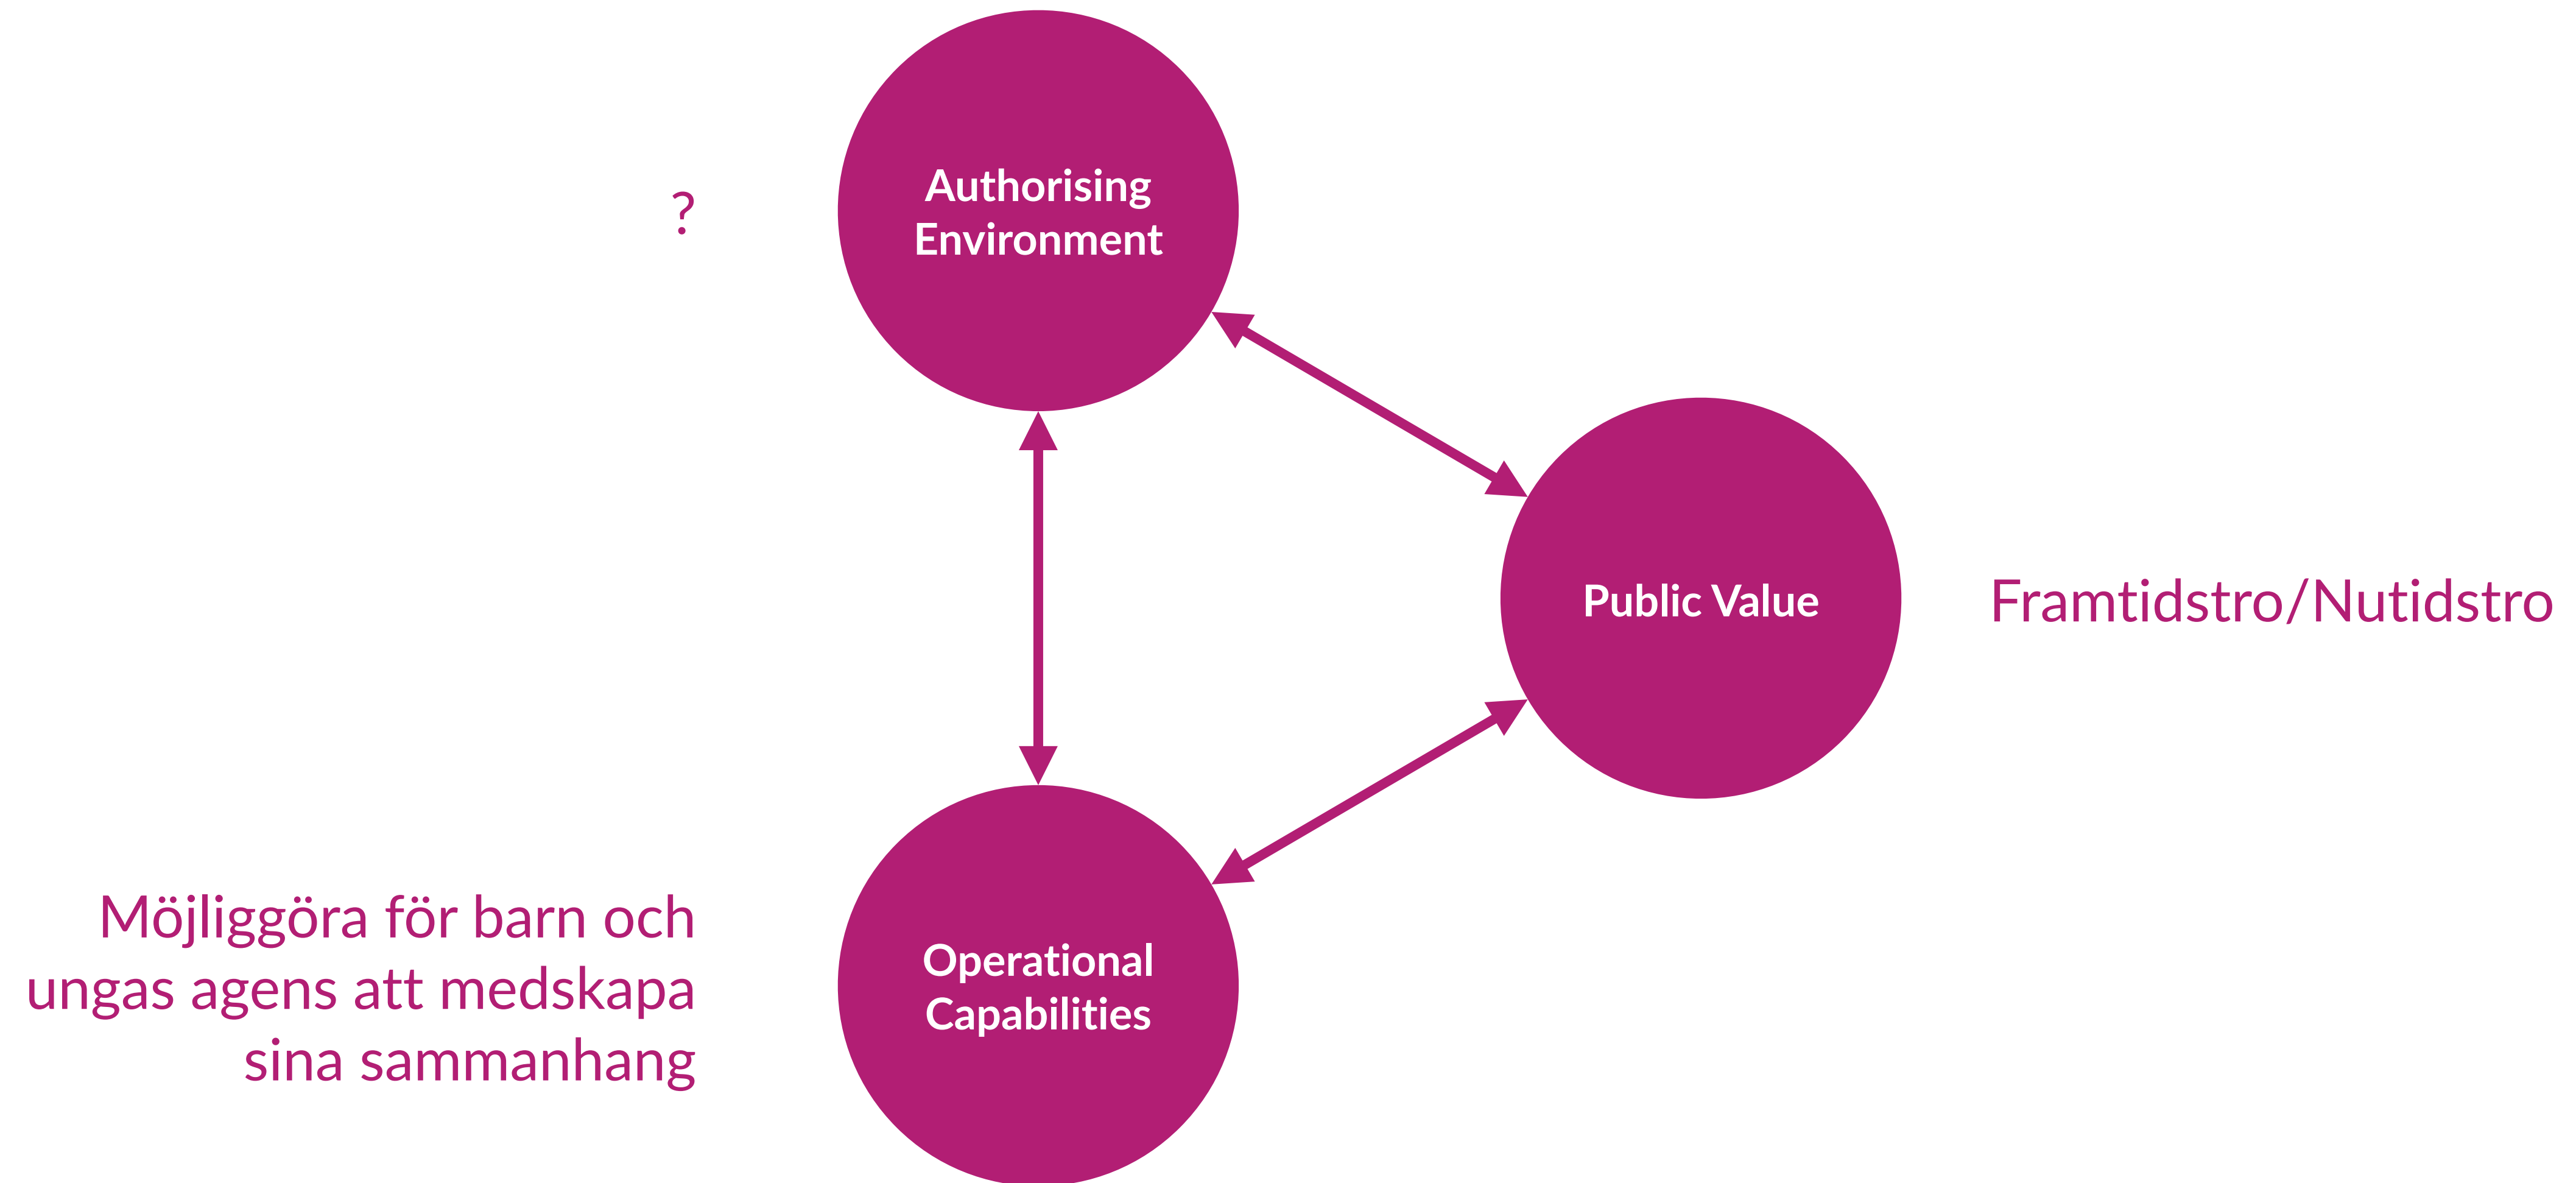 ?
Authorising
Environment
Public Value
Framtidstro/Nutidstro
Möjliggöra för barn och
ungas agens att medskapa
sina sammanhang
Operational
Capabilities